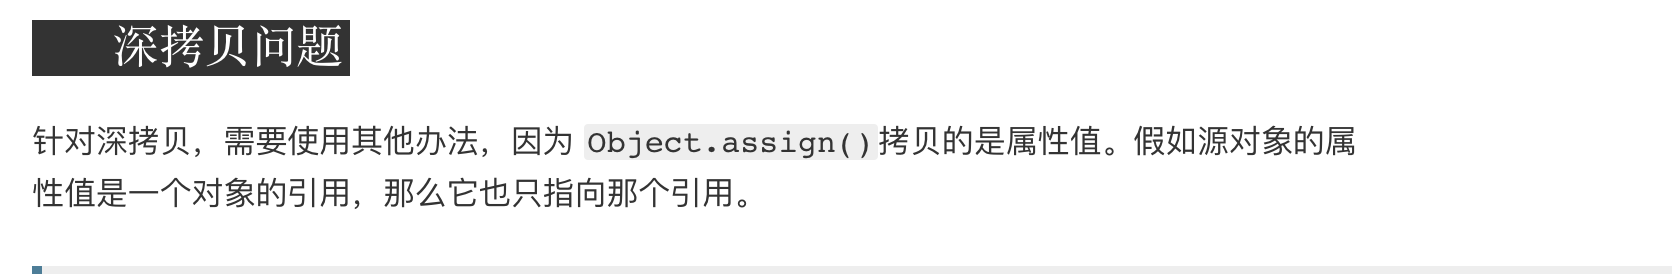 深拷贝问题
针对深拷贝，需要使用其他办法，因为 Object.assign()拷贝的是属性值。假如源对象的属
性值是一个对象的引用，那么它也只指向那个引用。